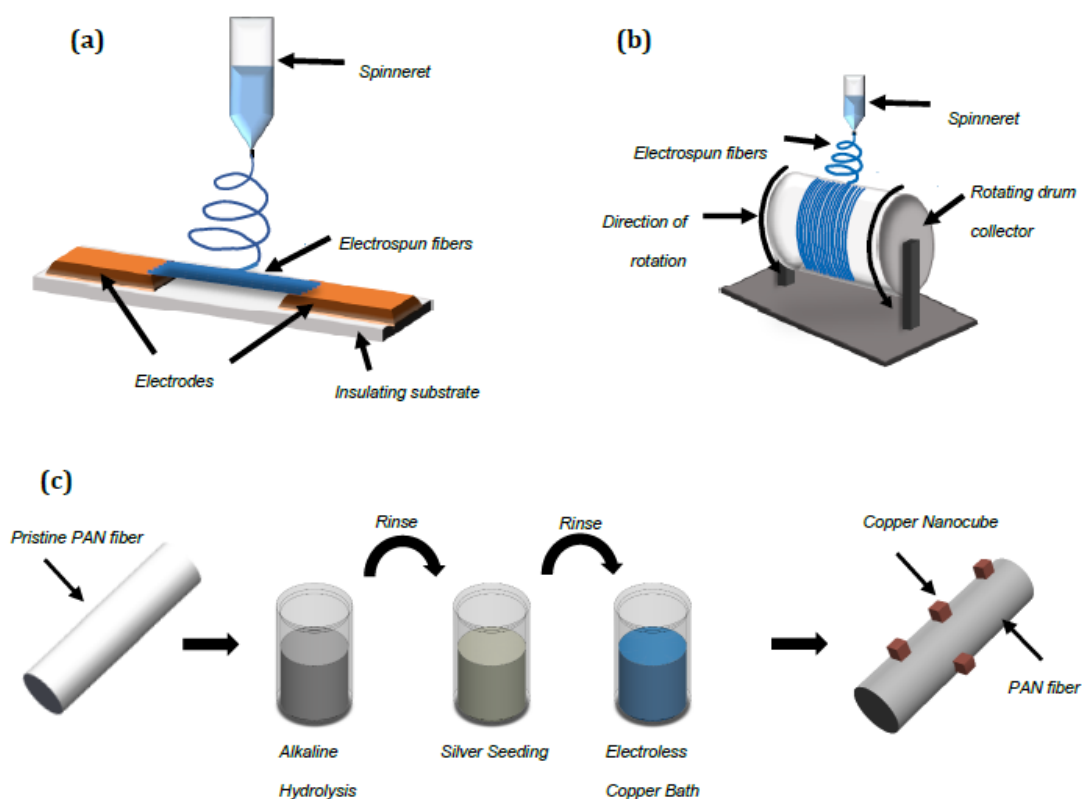 (a)
Spinneret
Electrospun fibers
Electrodes
Insulating substrate
(b)
Spinneret
Electrospun fibers
Rotating drum
collector
Direction of
rotation
(c)
Pristine PAN fiber
Rinse
Rinse
Copper Nanocube
PAN fiber
Alkaline
Hydrolysis
Silver Seeding
Electroless
Copper Bath